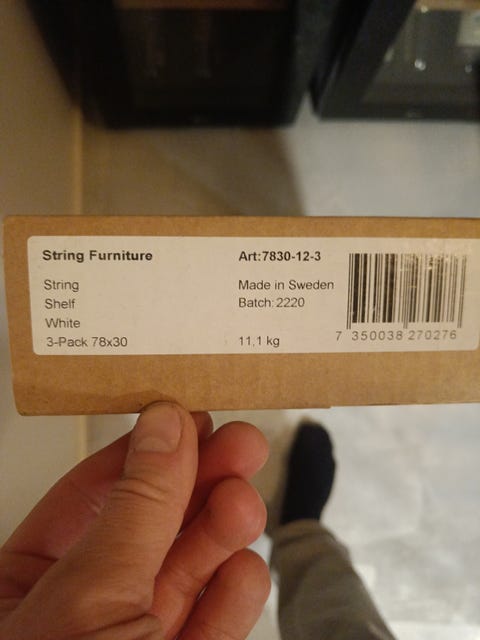 String Furniture
Art:7830-12-3
String
Made in Sweden
Shelf
Batch: 2220
White
3-Pack 78x30
11,1 kg
7 350038 270276